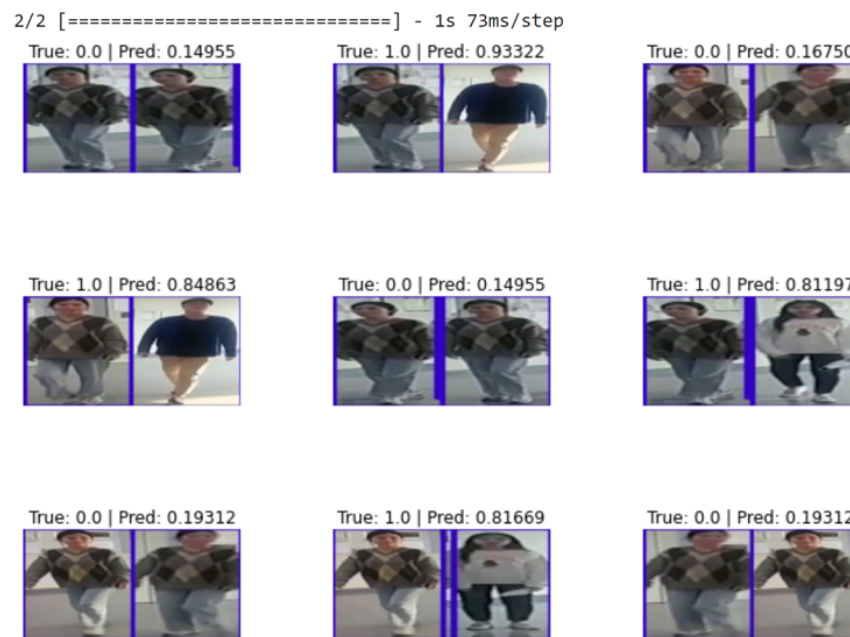 2/2 [==============================] - 1s 73ms/step
True: 0.0 | Pred: 0.14955 True: 1.0 | Pred: 0.93322 True: 0.0 | Pred: 0.16750
True: 1.0 | Pred: 0.84863 True: 0.0 | Pred: 0.14955 True: 1.0 | Pred: 0.81197
True: 0.0 | Pred: 0.19312 True: 1.0 | Pred: 0.81669 True: 0.0 | Pred: 0.19312